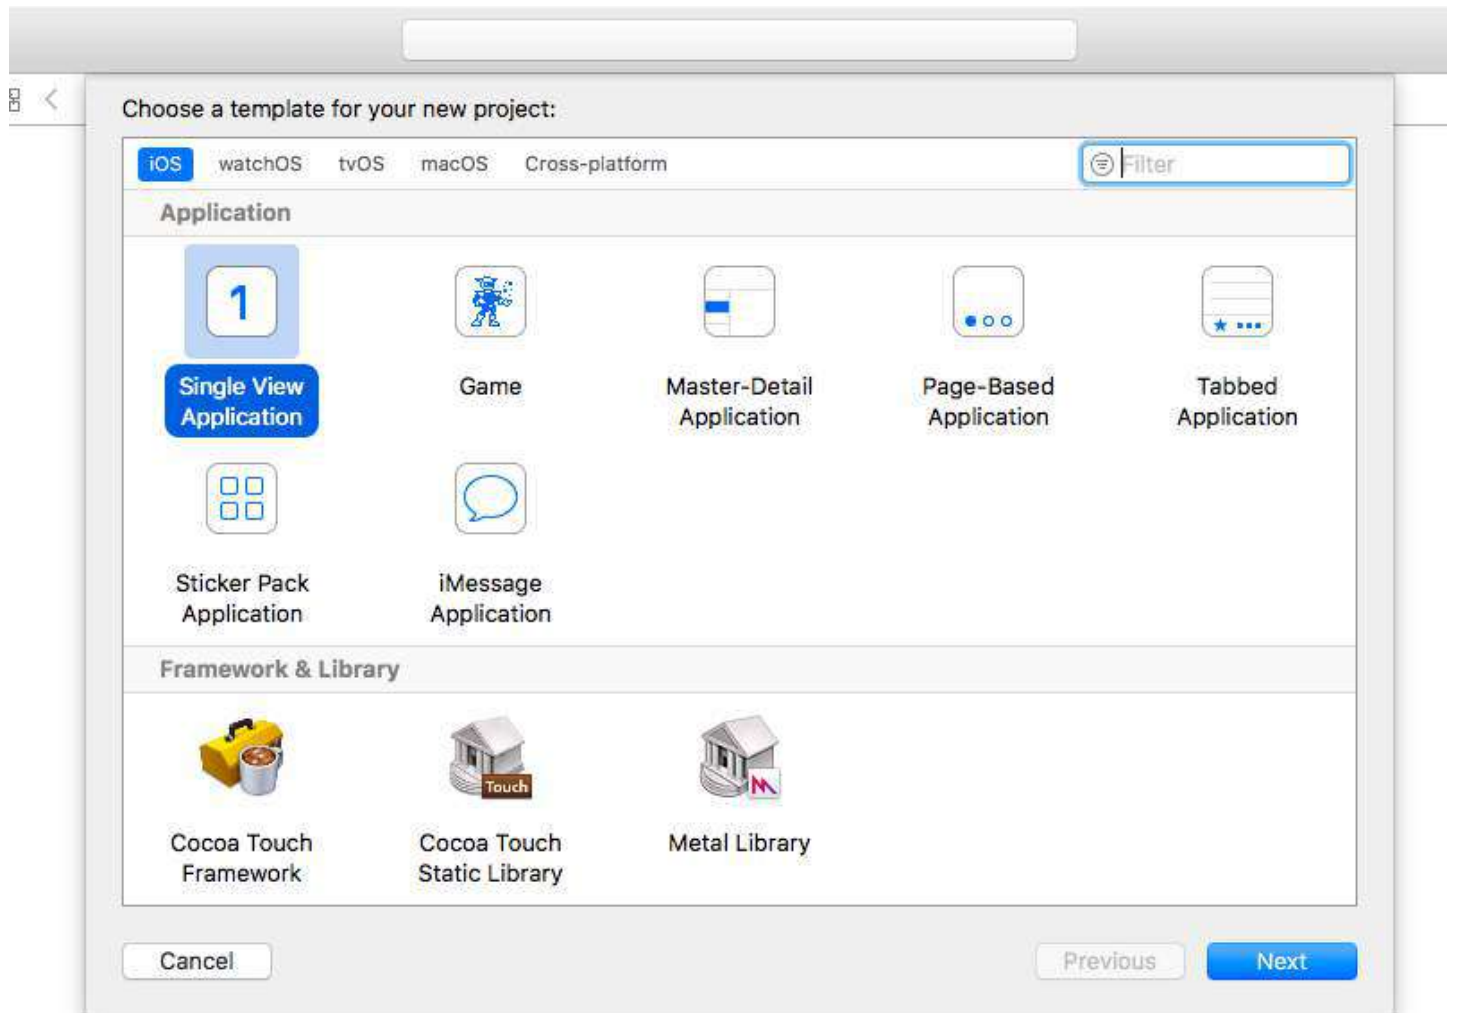 Choose a template for your new project:
iOS watchOS tvOS macOS Cross-platform Filter
Application
1
Single View Application
Game
Master-Detail Application
Page-Based Application
Tabbed Application
Sticker Pack Application
iMessage Application
Framework & Library
Touch
Cocoa Touch Framework
Cocoa Touch Static Library
Metal Library
Cancel Previous Next